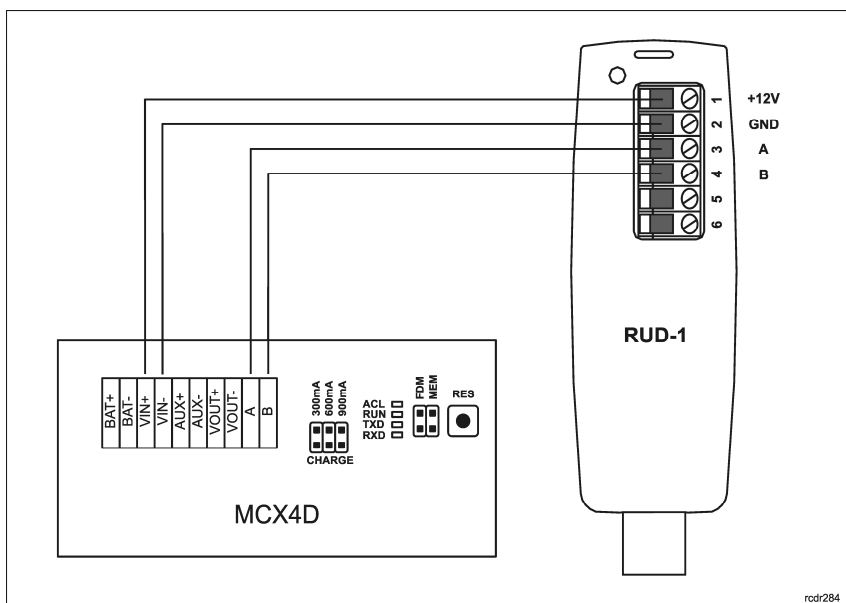 1 +12V
2 GND
3 A
4 B
5
6
RUD-1
BAT+
BAT-
VIN+
VIN-
AUX+
AUX-
VOUT+
VOUT-
A
B
300mA
600mA
900mA
CHARGE
ACL
RUN
TXD
RXD
FDM
MEM
RES
MCX4D
rcdr284